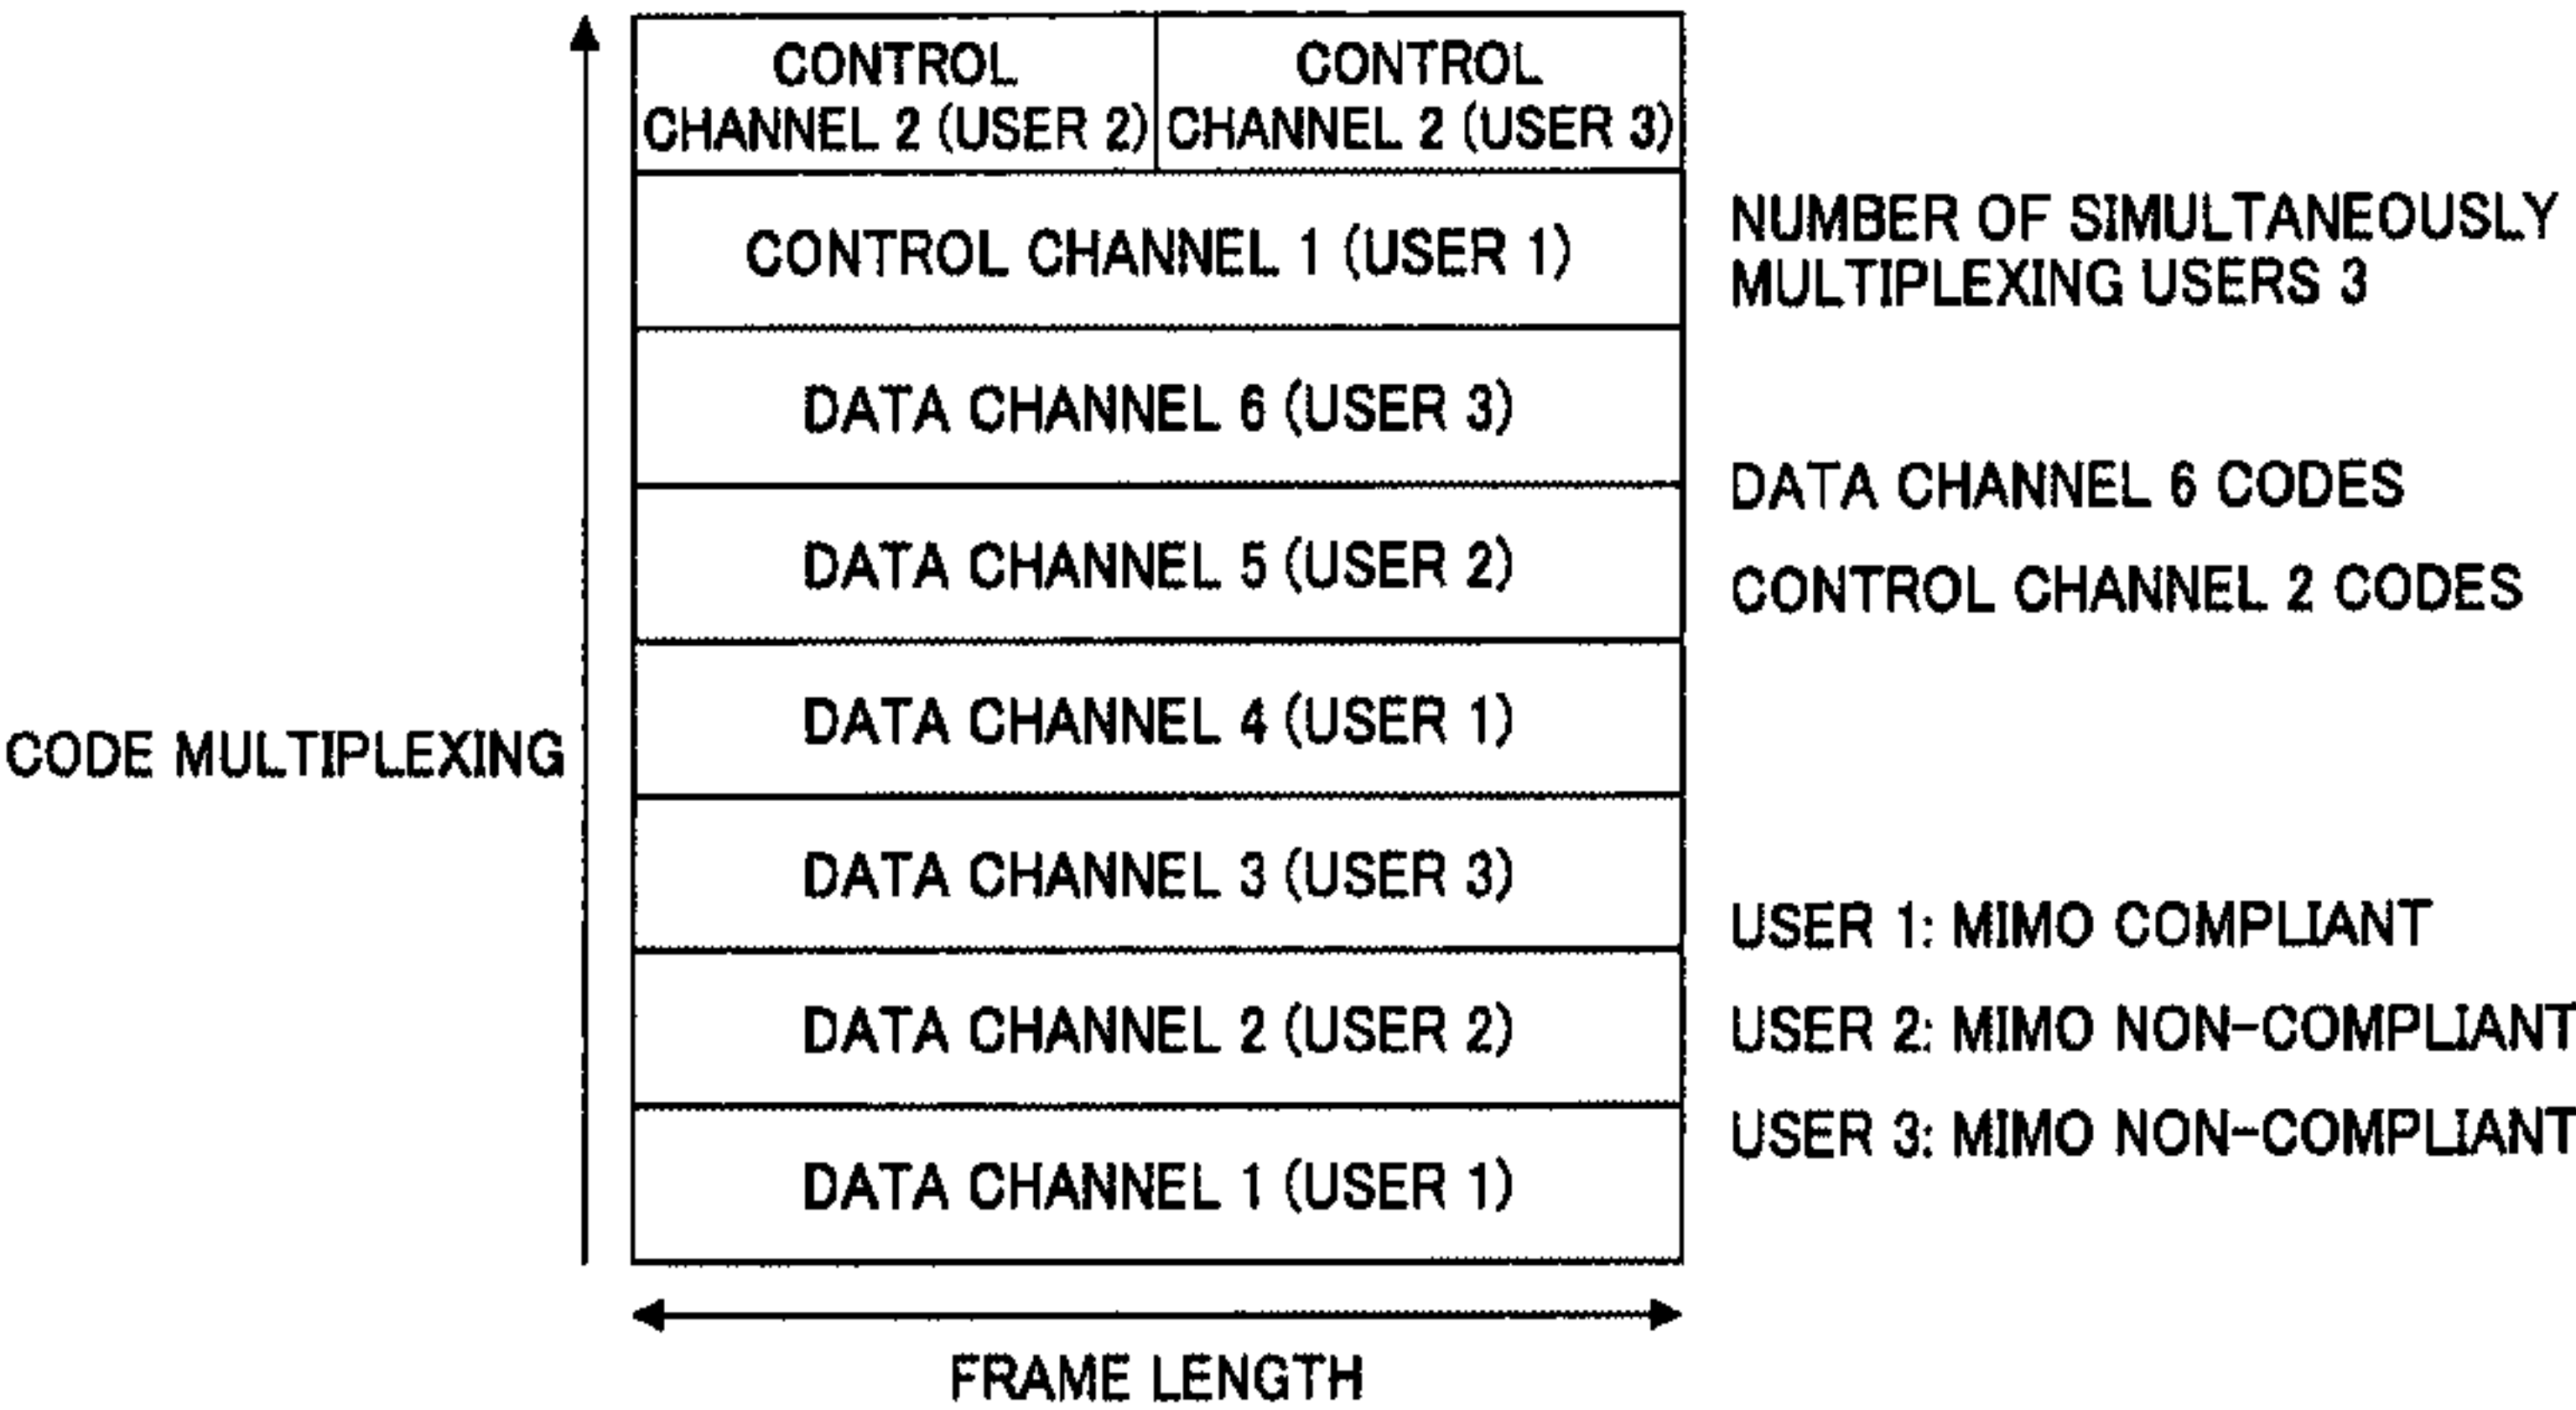 CONTROL
CHANNEL 2 (USER 2)
CONTROL
CHANNEL 2 (USER 3)
CONTROL CHANNEL 1 (USER 1)
DATA CHANNEL 6 (USER 3)
DATA CHANNEL 5 (USER 2)
DATA CHANNEL 4 (USER 1)
DATA CHANNEL 3 (USER 3)
DATA CHANNEL 2 (USER 2)
DATA CHANNEL 1 (USER 1)
CODE MULTIPLEXING
FRAME LENGTH
NUMBER OF SIMULTANEOUSLY
MULTIPLEXING USERS 3
DATA CHANNEL 6 CODES
CONTROL CHANNEL 2 CODES
USER 1: MIMO COMPLIANT
USER 2: MIMO NON-COMPLIANT
USER 3: MIMO NON-COMPLIANT